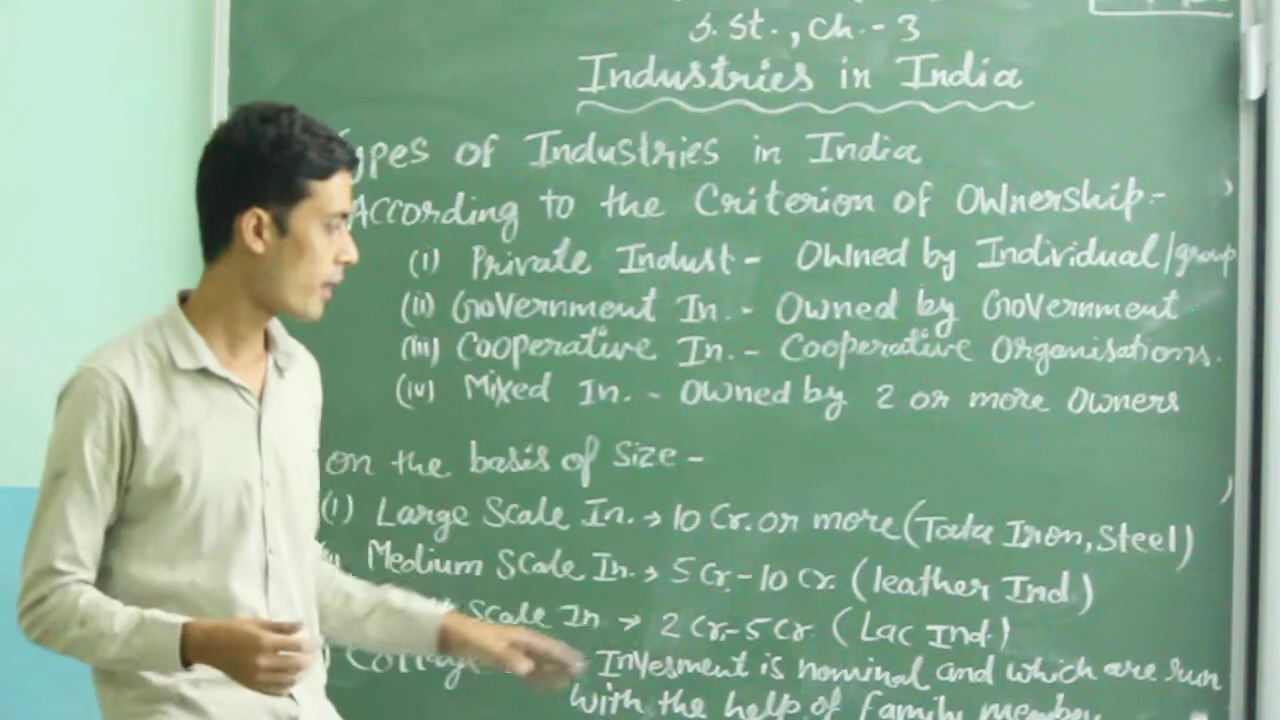 S. St., Ch. - 3
Industries in India
ypes of Industries in India
According to the Criterion of Ownership -
(i) Private Indust - Owned by Individual/group
(ii) Government In. - Owned by Government
(iii) Cooperative In. - Cooperative Organisations.
(iv) Mixed In. - Owned by 2 or more owners
on the basis of Size -
(i) Large Scale In. → 10 Cr. or more (Tata Iron, Steel)
Medium Scale In. → 5 Cr. - 10 Cr. (leather Ind.)
Scale In → 2 Cr. - 5 Cr. (Lac Ind.)
Invesment is nominal and which are run
with the help of family member